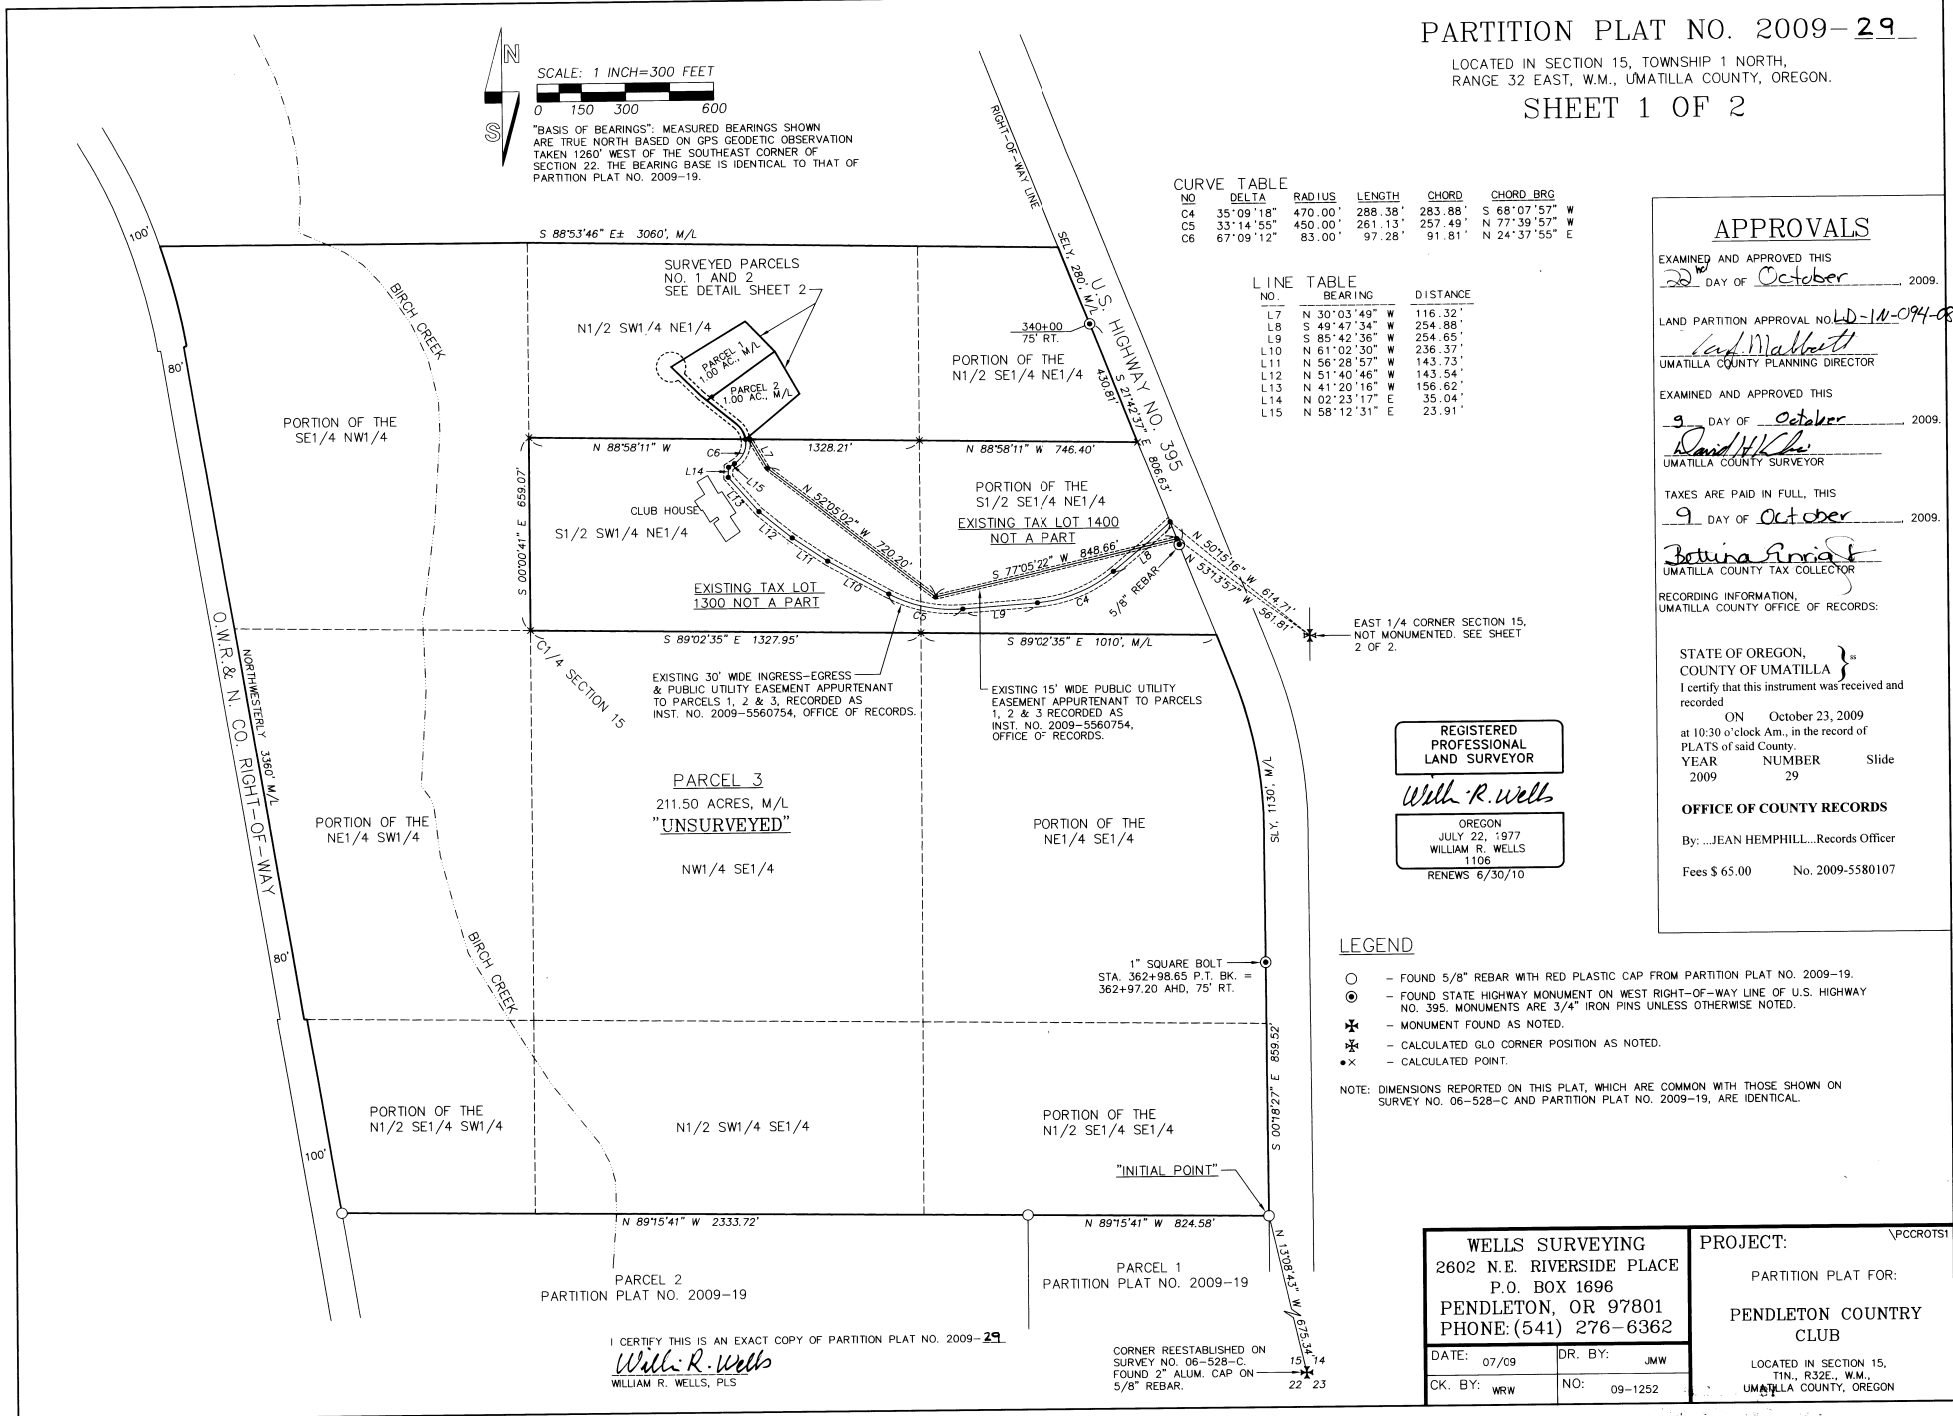 PARTITION PLAT NO. 2009-29
LOCATED IN SECTION 15, TOWNSHIP 1 NORTH,
RANGE 32 EAST, W.M., UMATILLA COUNTY, OREGON.
SHEET 1 OF 2
N
S
SCALE: 1 INCH=300 FEET
0 150 300 600
"BASIS OF BEARINGS": MEASURED BEARINGS SHOWN
ARE TRUE NORTH BASED ON GPS GEODETIC OBSERVATION
TAKEN 1260' WEST OF THE SOUTHEAST CORNER OF
SECTION 22. THE BEARING BASE IS IDENTICAL TO THAT OF
PARTITION PLAT NO. 2009-19.
CURVE TABLE
NO DELTA RADIUS LENGTH CHORD CHORD BRG
C4 35°09'18" 470.00' 288.38' 283.88' S 68°07'57" W
C5 33°14'55" 450.00' 261.13' 257.49' N 77°39'57" W
C6 67°09'12" 83.00' 97.28' 91.81' N 24°37'55" E
LINE TABLE
NO. BEARING DISTANCE
L7 N 30°03'49" W 116.32'
L8 S 49°47'34" W 254.88'
L9 S 85°42'36" W 254.65'
L10 N 61°02'30" W 236.37'
L11 N 56°28'57" W 143.73'
L12 N 51°40'46" W 143.54'
L13 N 41°20'16" W 156.62'
L14 N 02°23'17" E 35.04'
L15 N 58°12'31" E 23.91'
APPROVALS
EXAMINED AND APPROVED THIS
22nd DAY OF October, 2009.
LAND PARTITION APPROVAL NO. LD-1N-094-08
UMATILLA COUNTY PLANNING DIRECTOR
EXAMINED AND APPROVED THIS
9 DAY OF October, 2009.
UMATILLA COUNTY SURVEYOR
TAXES ARE PAID IN FULL, THIS
9 DAY OF October, 2009.
UMATILLA COUNTY TAX COLLECTOR
RECORDING INFORMATION,
UMATILLA COUNTY OFFICE OF RECORDS:
STATE OF OREGON,
COUNTY OF UMATILLA } ss
I certify that this instrument was received and
recorded
ON October 23, 2009
at 10:30 o'clock Am., in the record of
PLATS of said County.
YEAR NUMBER Slide
2009 29
OFFICE OF COUNTY RECORDS
By: ...JEAN HEMPHILL...Records Officer
Fees $ 65.00 No. 2009-5580107
100'
80'
80'
100'
BIRCH CREEK
BIRCH CREEK
O.W.R.& N. CO. RIGHT-OF-WAY
NORTHWESTERLY 3360' M/L
S 88°53'46" E± 3060', M/L
SURVEYED PARCELS
NO. 1 AND 2
SEE DETAIL SHEET 2
N1/2 SW1/4 NE1/4
PARCEL 1
1.00 AC., M/L
PARCEL 2
1.00 AC., M/L
RIGHT-OF-WAY LINE
SELY, 280', M/L
U.S. HIGHWAY NO. 395
340+00
75' RT.
PORTION OF THE
N1/2 SE1/4 NE1/4
430.81'
S 21°42'37" E 806.63'
PORTION OF THE
SE1/4 NW1/4
N 88°58'11" W 1328.21'
N 88°58'11" W 746.40'
S 00°00'41" E 659.07'
C6
L7
L14
L15
L13
L12
L11
L10
C5
L9
C4
L8
CLUB HOUSE
S1/2 SW1/4 NE1/4
N 52°05'02" W 720.20'
PORTION OF THE
S1/2 SE1/4 NE1/4
EXISTING TAX LOT 1400
NOT A PART
S 77°05'22" W 848.66'
5/8" REBAR
N 50°15'16" W 614.71'
N 53°13'57" W 561.81'
EXISTING TAX LOT
1300 NOT A PART
S 89°02'35" E 1327.95'
S 89°02'35" E 1010', M/L
EAST 1/4 CORNER SECTION 15,
NOT MONUMENTED. SEE SHEET
2 OF 2.
C1/4 SECTION 15
EXISTING 30' WIDE INGRESS-EGRESS
& PUBLIC UTILITY EASEMENT APPURTENANT
TO PARCELS 1, 2 & 3, RECORDED AS
INST. NO. 2009-5560754, OFFICE OF RECORDS.
EXISTING 15' WIDE PUBLIC UTILITY
EASEMENT APPURTENANT TO PARCELS
1, 2 & 3 RECORDED AS
INST. NO. 2009-5560754,
OFFICE OF RECORDS.
PARCEL 3
211.50 ACRES, M/L
"UNSURVEYED"
NW1/4 SE1/4
PORTION OF THE
NE1/4 SW1/4
PORTION OF THE
NE1/4 SE1/4
SLY, 1130', M/L
REGISTERED
PROFESSIONAL
LAND SURVEYOR
Willi R. Wells
OREGON
JULY 22, 1977
WILLIAM R. WELLS
1106
RENEWS 6/30/10
1" SQUARE BOLT
STA. 362+98.65 P.T. BK. =
362+97.20 AHD, 75' RT.
S 00°18'27" E 859.52'
LEGEND
- FOUND 5/8" REBAR WITH RED PLASTIC CAP FROM PARTITION PLAT NO. 2009-19.
- FOUND STATE HIGHWAY MONUMENT ON WEST RIGHT-OF-WAY LINE OF U.S. HIGHWAY
NO. 395. MONUMENTS ARE 3/4" IRON PINS UNLESS OTHERWISE NOTED.
- MONUMENT FOUND AS NOTED.
- CALCULATED GLO CORNER POSITION AS NOTED.
- CALCULATED POINT.
NOTE: DIMENSIONS REPORTED ON THIS PLAT, WHICH ARE COMMON WITH THOSE SHOWN ON
SURVEY NO. 06-528-C AND PARTITION PLAT NO. 2009-19, ARE IDENTICAL.
PORTION OF THE
N1/2 SE1/4 SW1/4
N1/2 SW1/4 SE1/4
PORTION OF THE
N1/2 SE1/4 SE1/4
"INITIAL POINT"
N 89°15'41" W 2333.72'
N 89°15'41" W 824.58'
N 13°08'43" W 675.34'
PARCEL 2
PARTITION PLAT NO. 2009-19
PARCEL 1
PARTITION PLAT NO. 2009-19
I CERTIFY THIS IS AN EXACT COPY OF PARTITION PLAT NO. 2009-29
Willi R. Wells
WILLIAM R. WELLS, PLS
CORNER REESTABLISHED ON
SURVEY NO. 06-528-C.
FOUND 2" ALUM. CAP ON
5/8" REBAR.
15 14
22 23
WELLS SURVEYING
2602 N.E. RIVERSIDE PLACE
P.O. BOX 1696
PENDLETON, OR 97801
PHONE: (541) 276-6362
DATE: 07/09 DR. BY: JMW
CK. BY: WRW NO: 09-1252
PROJECT: \PCCROTS1
PARTITION PLAT FOR:
PENDLETON COUNTRY
CLUB
LOCATED IN SECTION 15,
T1N., R32E., W.M.,
UMATILLA COUNTY, OREGON